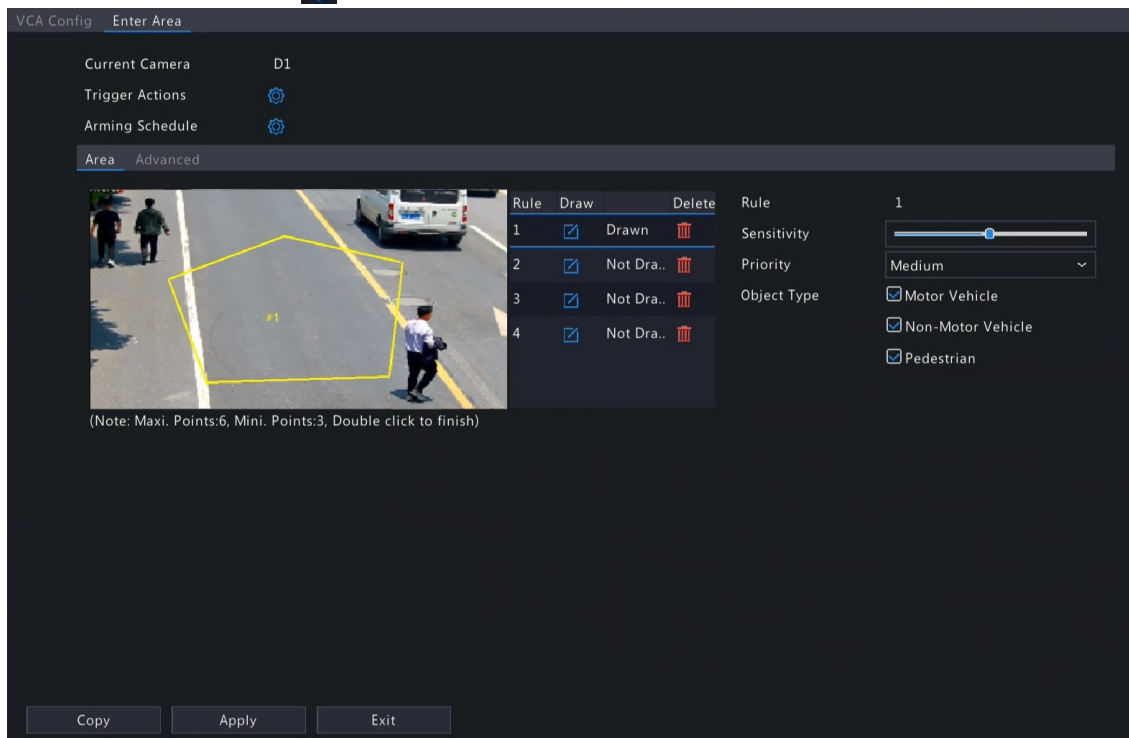 VCA Config Enter Area
Current Camera D1
Trigger Actions
Arming Schedule
Area Advanced
Rule Draw Delete
1 Drawn
2 Not Dra..
3 Not Dra..
4 Not Dra..
#1
(Note: Maxi. Points:6, Mini. Points:3, Double click to finish)
Rule 1
Sensitivity
Priority Medium
Object Type Motor Vehicle
Non-Motor Vehicle
Pedestrian
Copy Apply Exit